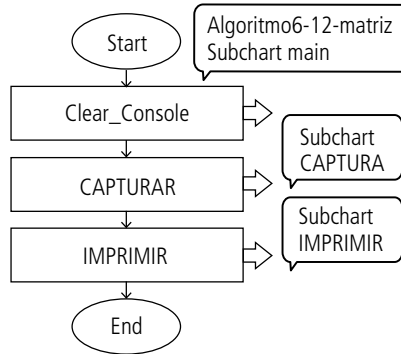 Start
Algoritmo6-12-matriz
Subchart main
Clear_Console
Subchart
CAPTURA
CAPTURAR
Subchart
IMPRIMIR
IMPRIMIR
End